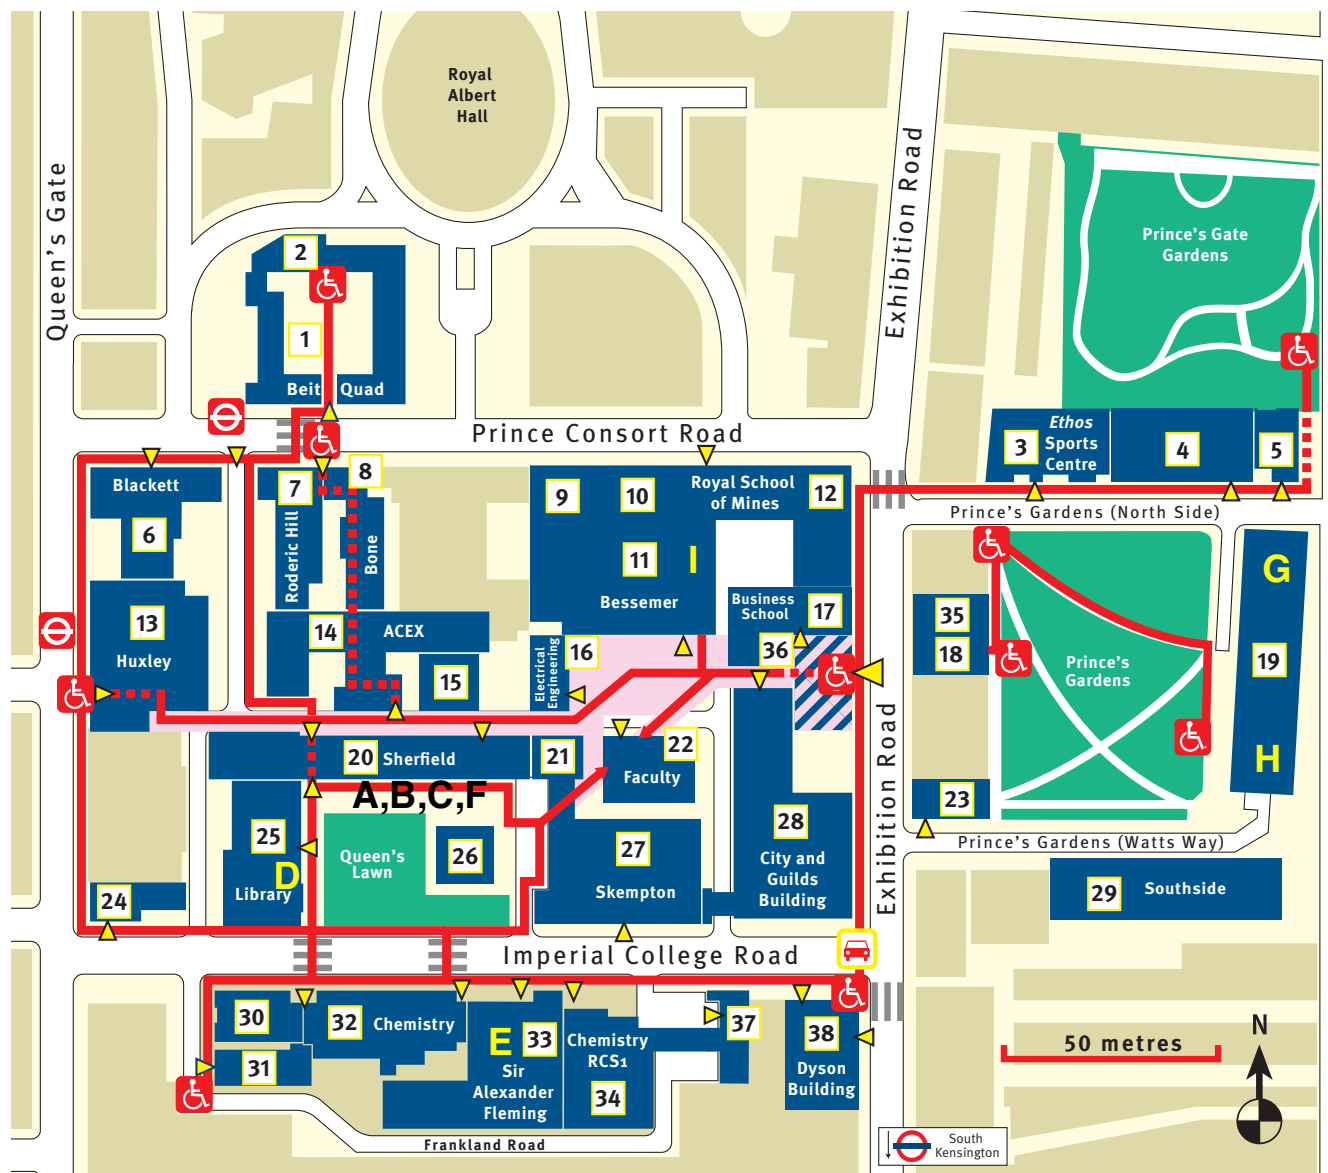 Royal
Albert
Hall
Queen's Gate
Exhibition Road
Prince's Gate
Gardens
2
1
Beit Quad
Prince Consort Road
Ethos
Sports
Centre
3
4
5
Prince's Gardens (North Side)
Blackett
6
7
8
Roderic Hill
Bone
9
10
Royal School
of Mines
12
11
I
Bessemer
Business
School
17
13
Huxley
14
ACEX
15
Electrical
Engineering
16
36
35
18
Prince's
Gardens
G
19
H
20
Sherfield
21
22
Faculty
A,B,C,F
Exhibition Road
23
Prince's Gardens (Watts Way)
25
D
Library
Queen's
Lawn
26
27
Skempton
28
City and
Guilds
Building
24
29
Southside
Imperial College Road
30
32
Chemistry
31
E
33
Sir
Alexander
Fleming
Chemistry
RCS1
34
37
38
Dyson
Building
50 metres
N
Frankland Road
South
Kensington